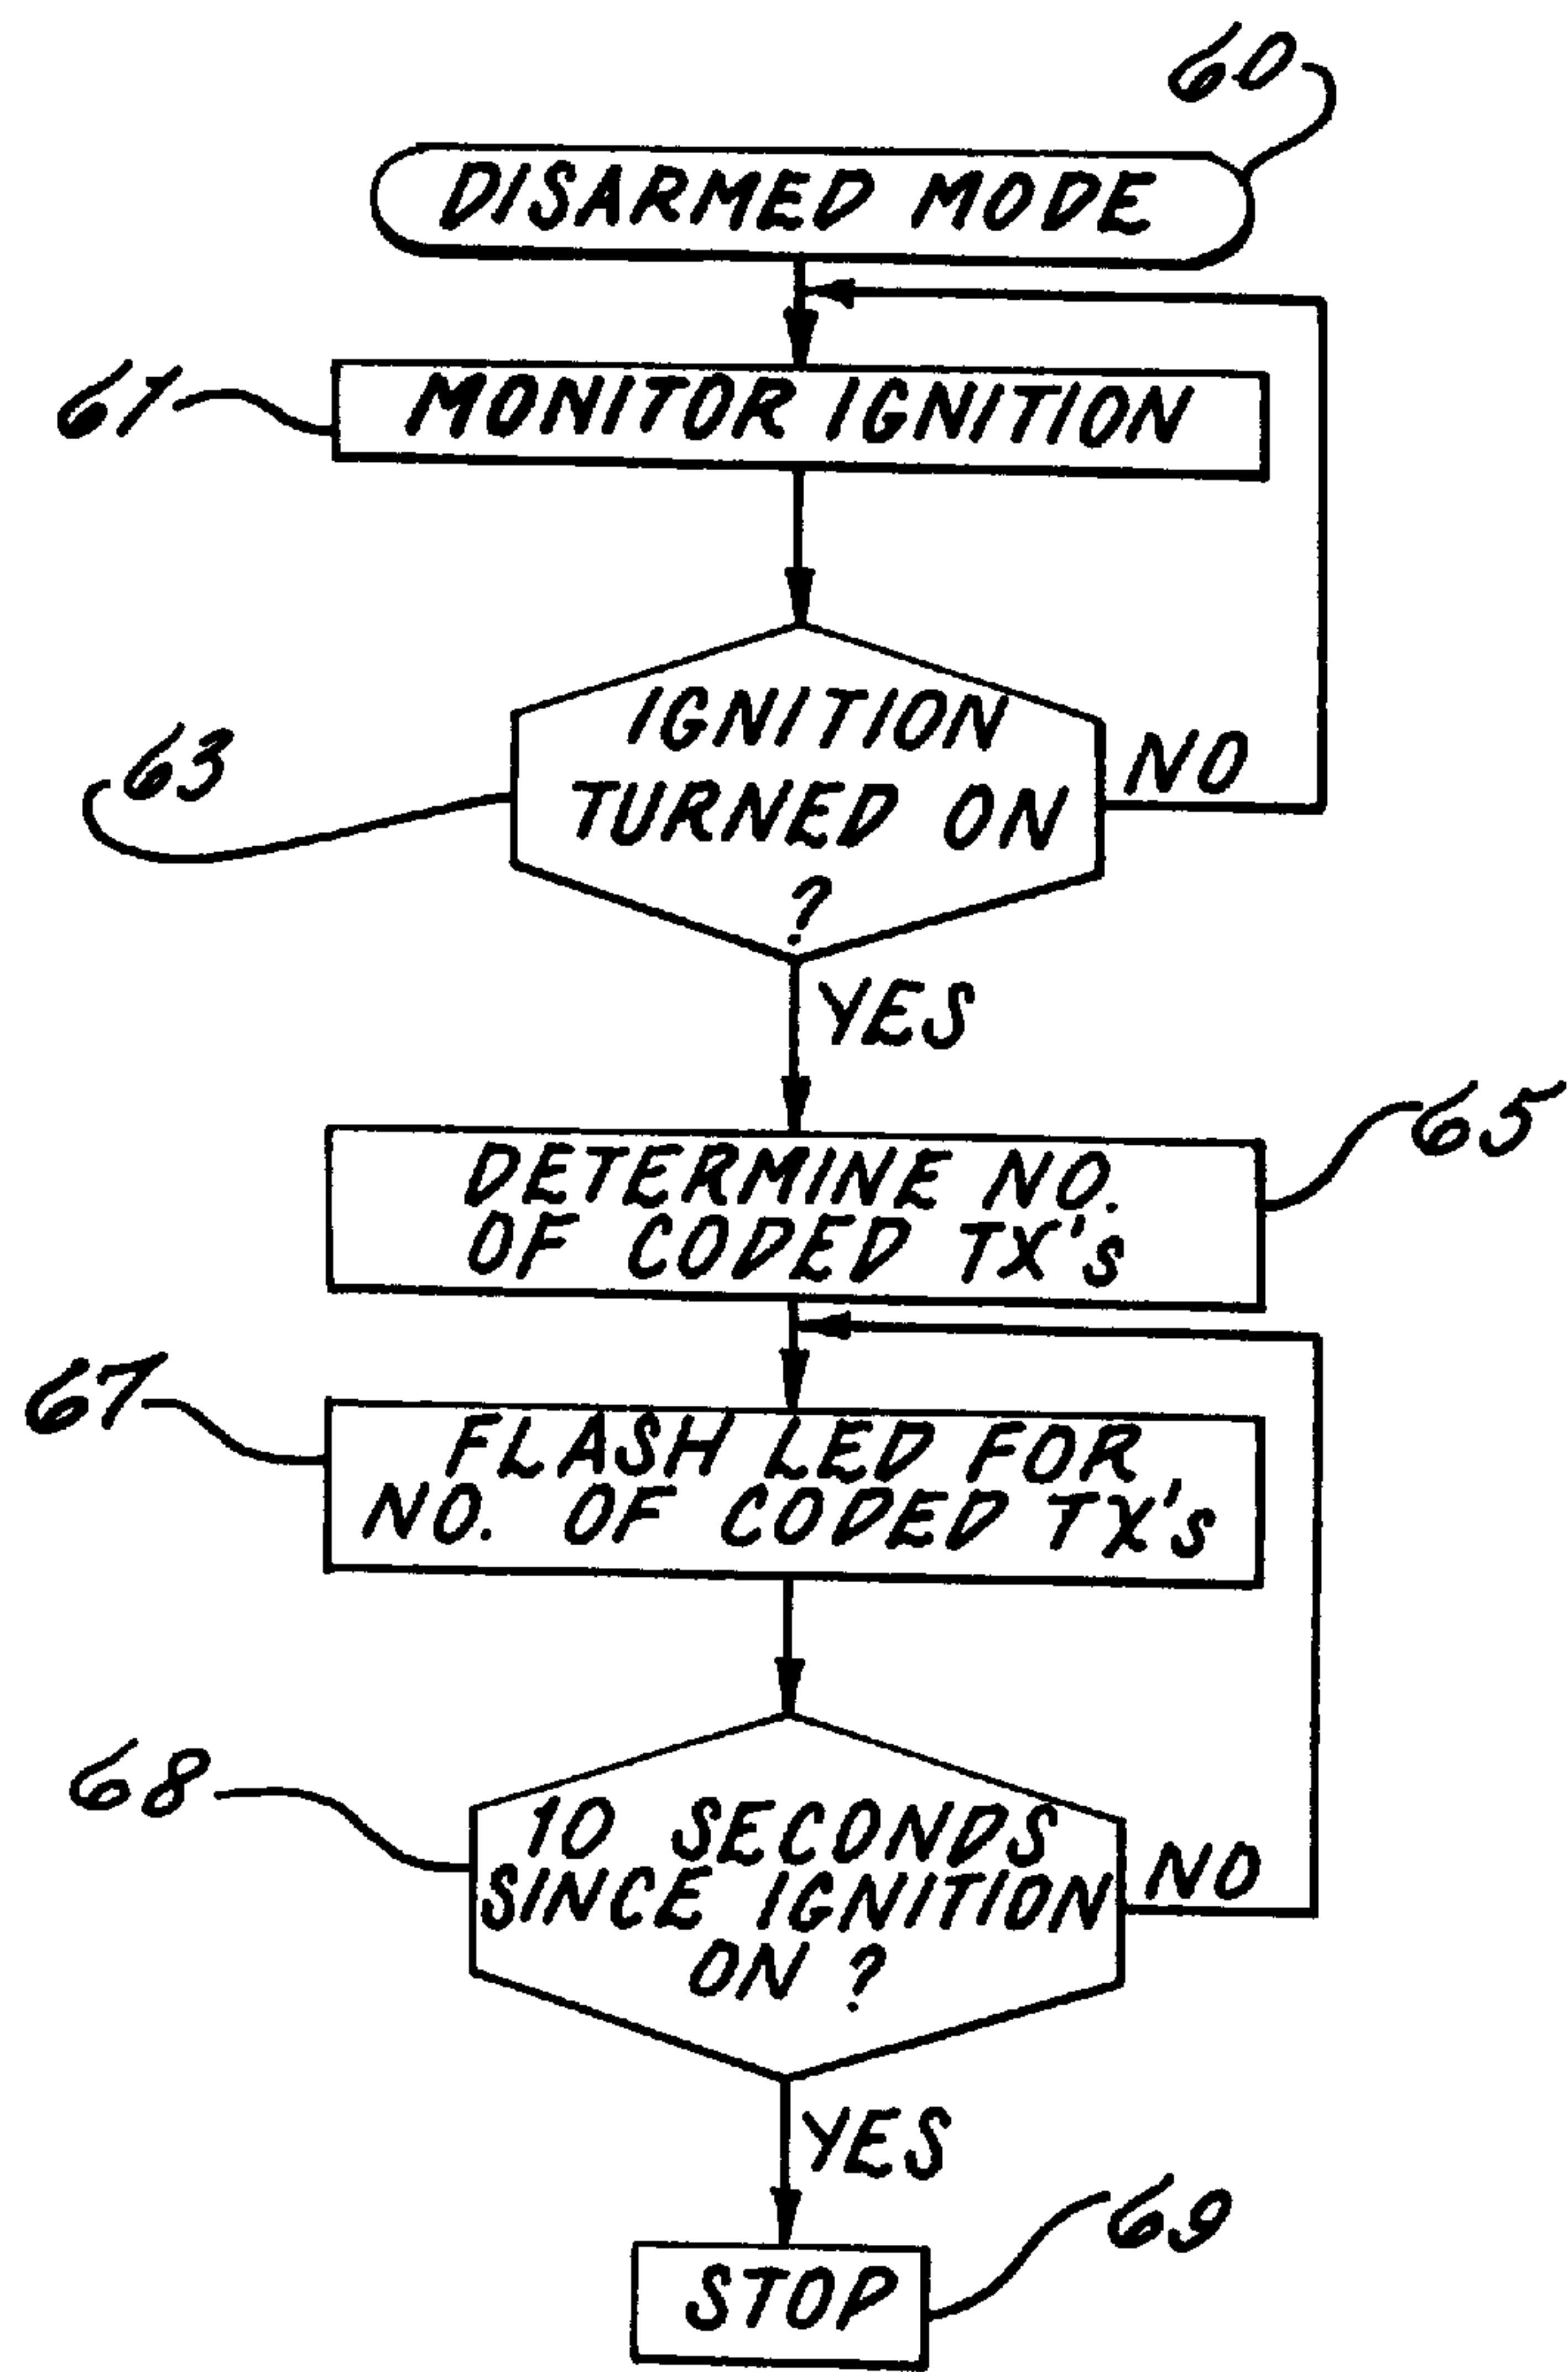 60
DISARMED MODE
61
MONITOR IGNITION
63
IGNITION
TURNED ON
?
NO
YES
65
DETERMINE NO.
OF CODED TX's
67
FLASH LED FOR
NO. OF CODED TX's
68
10 SECONDS
SINCE IGNITION
ON ?
NO
YES
69
STOP